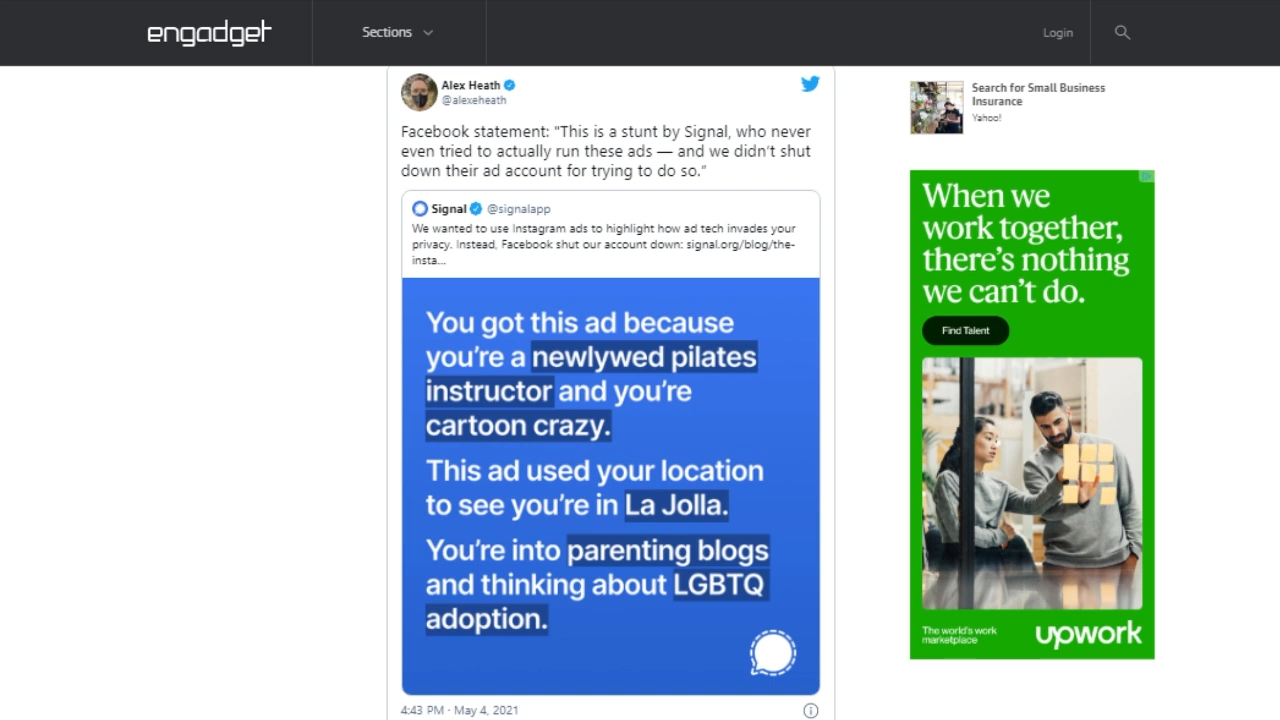 engadget
Sections
Login
Alex Heath
@alexeheath
Facebook statement: "This is a stunt by Signal, who never
even tried to actually run these ads — and we didn't shut
down their ad account for trying to do so."
Signal @signalapp
We wanted to use Instagram ads to highlight how ad tech invades your
privacy. Instead, Facebook shut our account down: signal.org/blog/the-
insta...
You got this ad because
you're a newlywed pilates
instructor and you're
cartoon crazy.
This ad used your location
to see you're in La Jolla.
You're into parenting blogs
and thinking about LGBTQ
adoption.
4:43 PM · May 4, 2021
Search for Small Business
Insurance
Yahoo!
When we
work together,
there's nothing
we can't do.
Find Talent
The world's work
marketplace
upwork